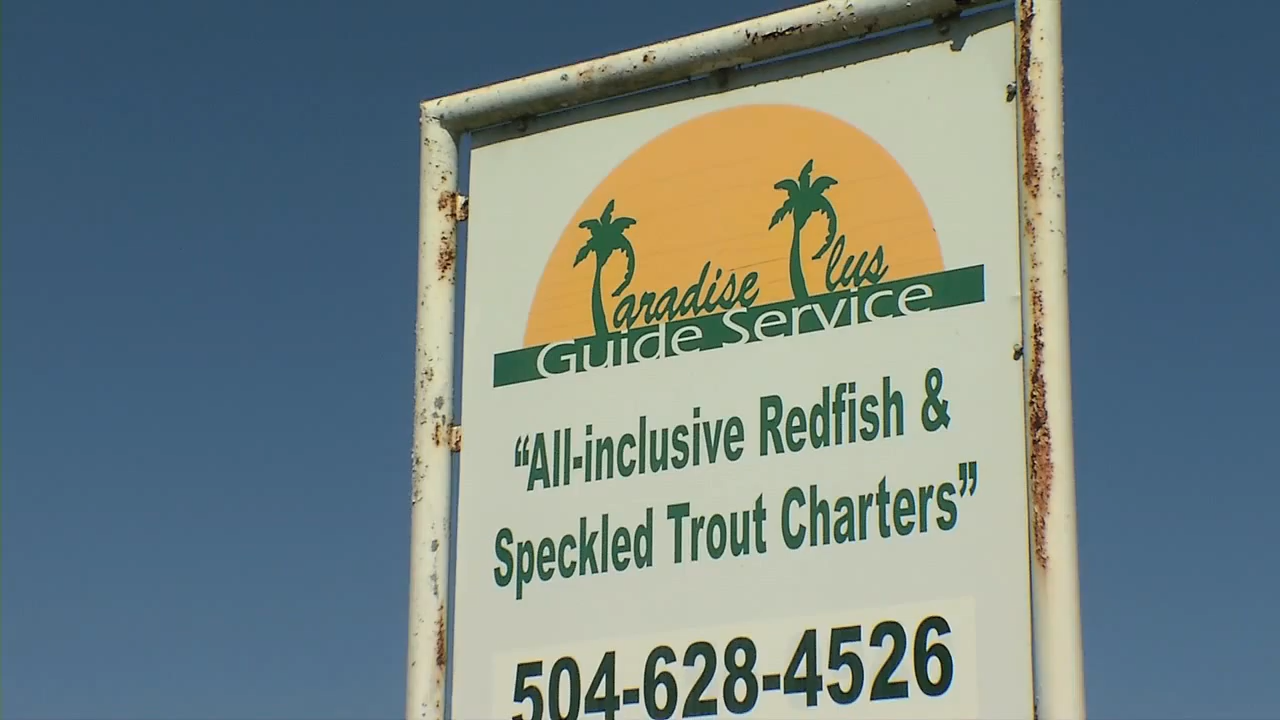 Paradise Plus
Guide Service
“All-inclusive Redfish &
Speckled Trout Charters”
504-628-4526